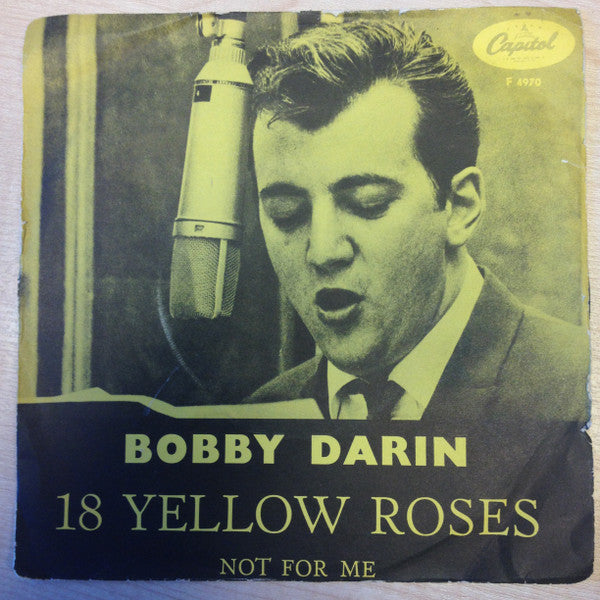 Capitol
F 4970
BOBBY DARIN
18 YELLOW ROSES
NOT FOR ME